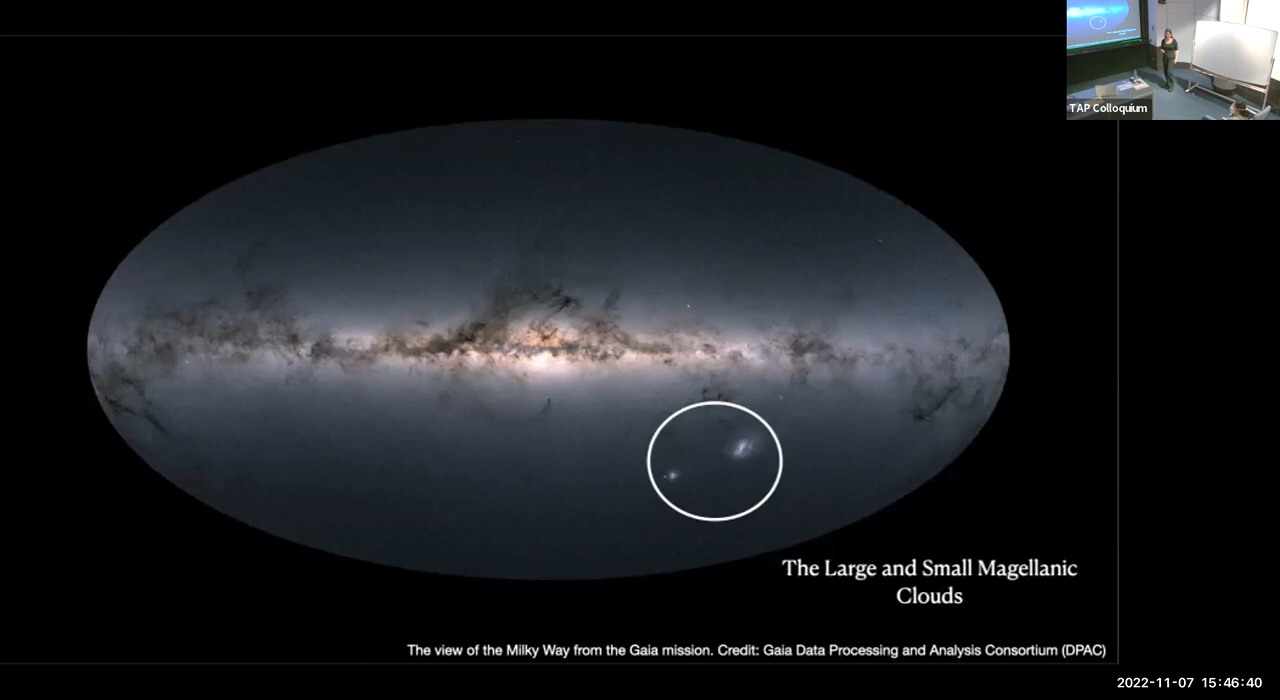 TAP Colloquium
The Large and Small Magellanic
Clouds
The view of the Milky Way from the Gaia mission. Credit: Gaia Data Processing and Analysis Consortium (DPAC)
2022-11-07 15:46:40